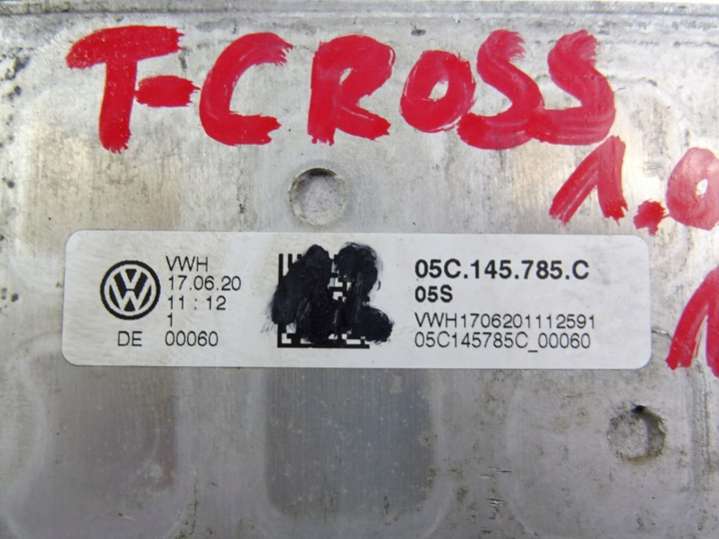 T-CROSS
1.0
VWH
17.06.20
11 : 12
1
DE 00060
05C.145.785.C
05S
VWH1706201112591
05C145785C_00060